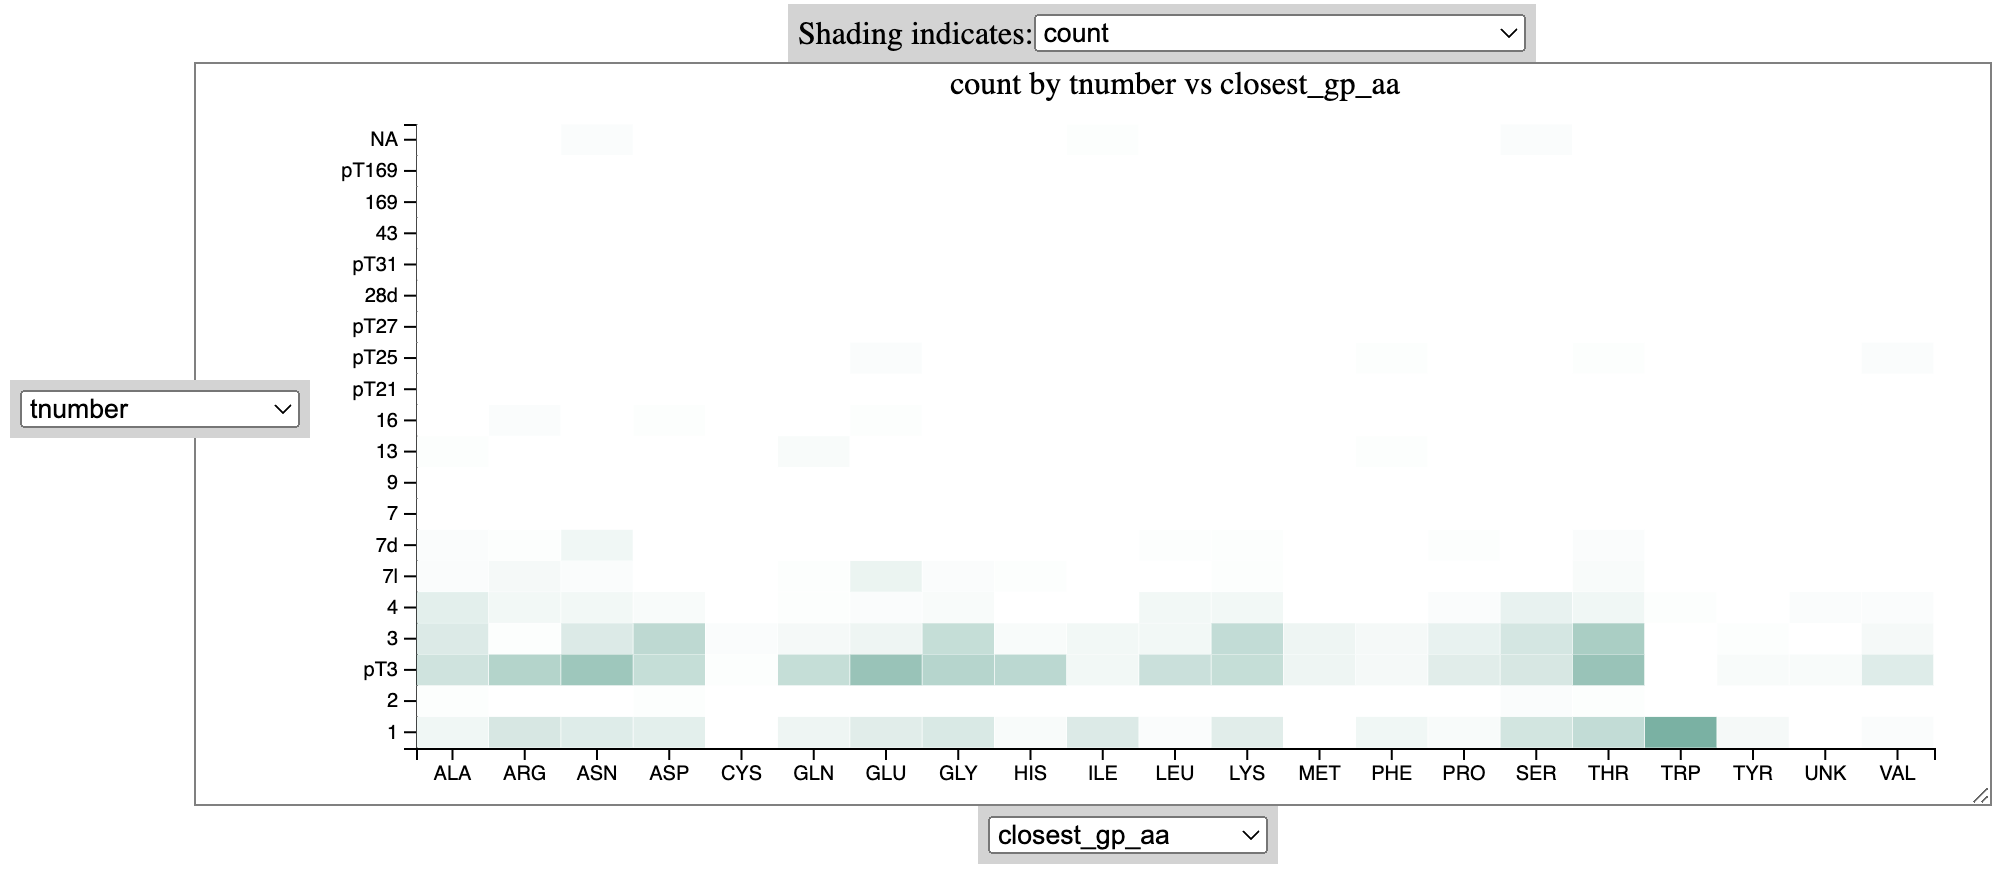 Shading indicates: count
count by tnumber vs closest_gp_aa
NA
pT169
169
43
pT31
28d
pT27
pT25
pT21
16
13
9
7
7d
7l
4
3
pT3
2
1
tnumber
ALA ARG ASN ASP CYS GLN GLU GLY HIS ILE LEU LYS MET PHE PRO SER THR TRP TYR UNK VAL
closest_gp_aa